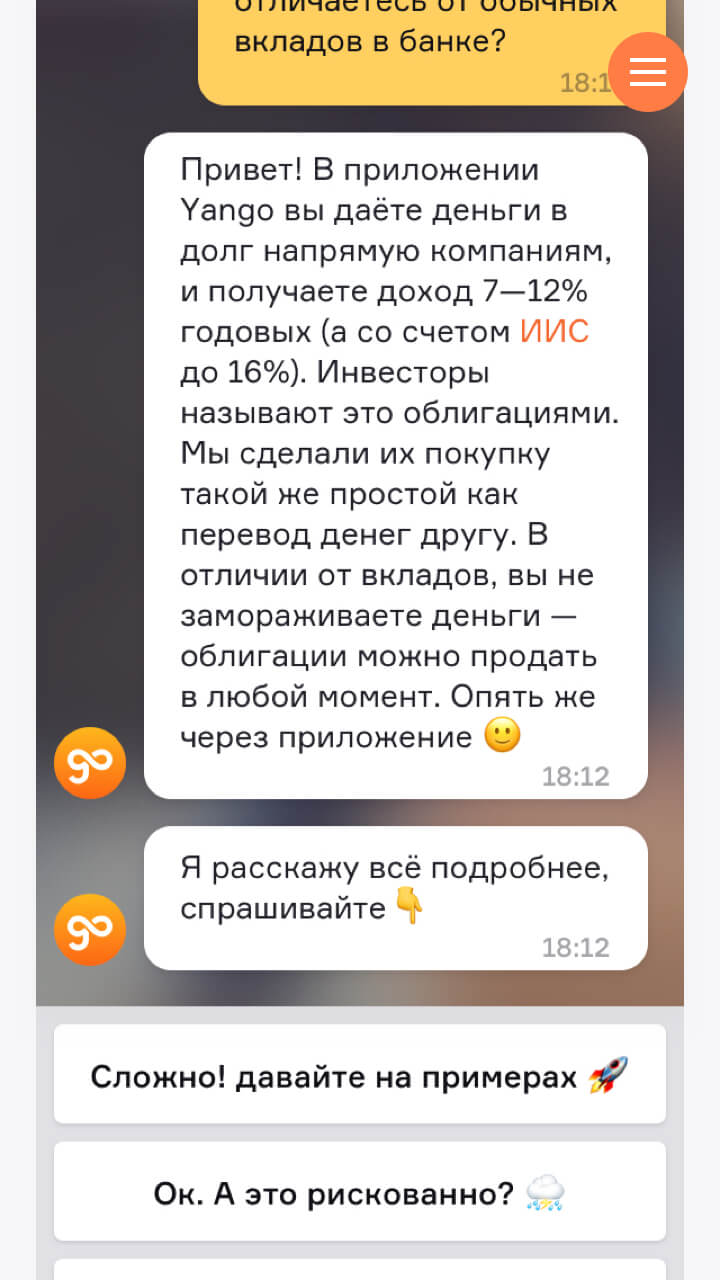 отличаетесь от обычных
вкладов в банке?
18:1
Привет! В приложении
Yango вы даёте деньги в
долг напрямую компаниям,
и получаете доход 7—12%
годовых (а со счетом ИИС
до 16%). Инвесторы
называют это облигациями.
Мы сделали их покупку
такой же простой как
перевод денег другу. В
отличии от вкладов, вы не
замораживаете деньги —
облигации можно продать
в любой момент. Опять же
через приложение 🙂
18:12
Я расскажу всё подробнее,
спрашивайте 👇
18:12
Сложно! давайте на примерах 🚀
Ок. А это рискованно? ⛈️